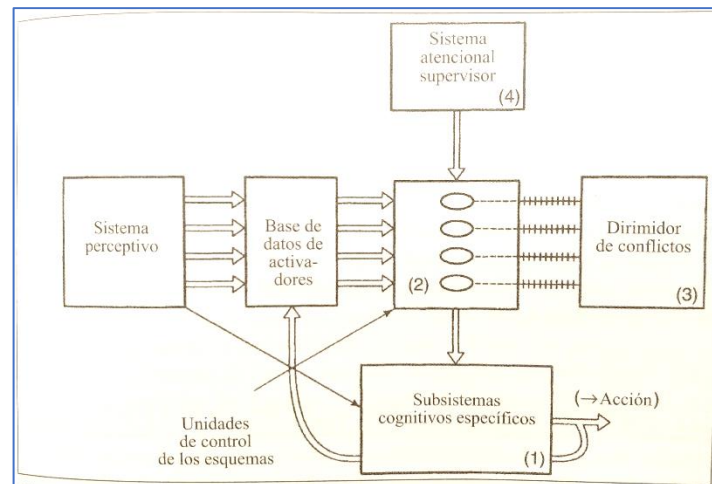 Sistema
atencional
supervisor
(4)
Sistema
perceptivo
Base de
datos de
activa-
dores
(2)
Dirimidor
de conflictos
(3)
Unidades
de control
de los esquemas
Subsistemas
cognitivos específicos
(1)
(→Acción)